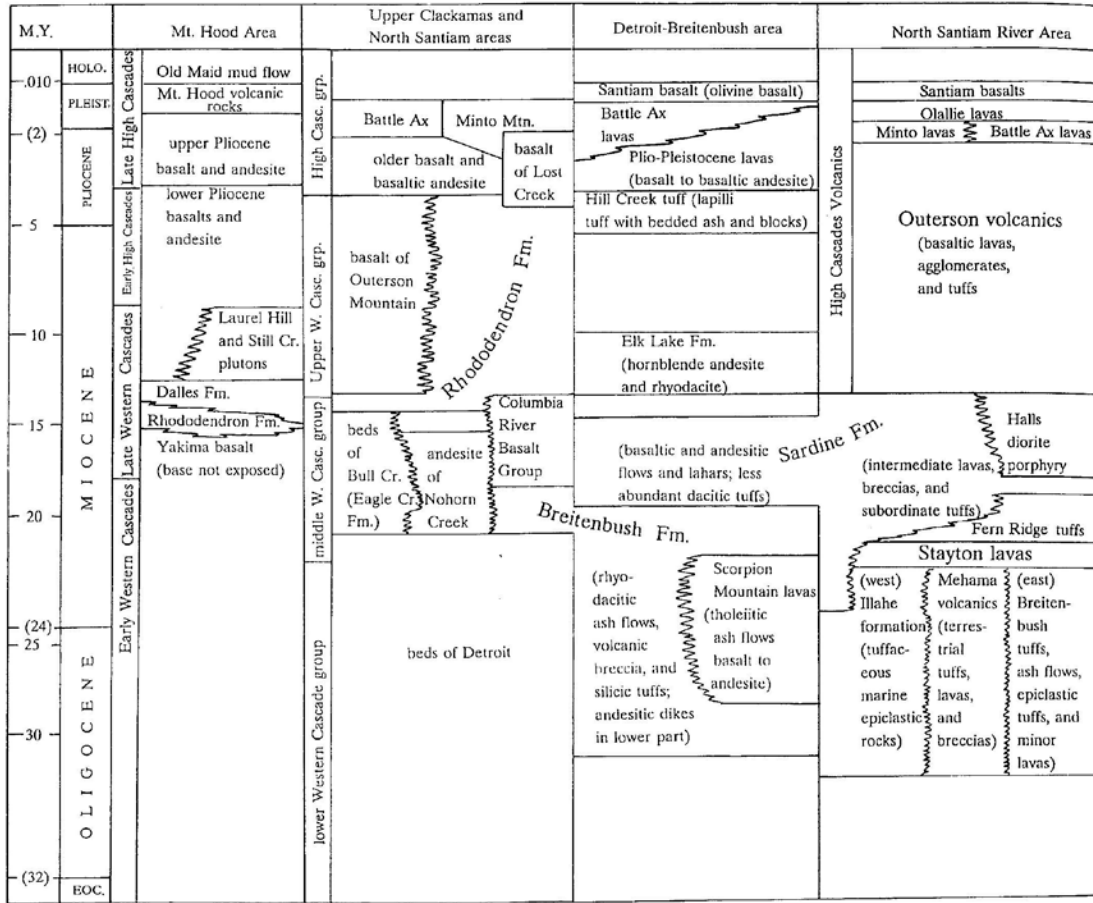 M.Y.
Mt. Hood Area
Upper Clackamas and
North Santiam areas
Detroit-Breitenbush area
North Santiam River Area
.010
(2)
5
10
15
20
(24)
25
30
(32)
HOLO.
PLEIST.
PLIOCENE
MIOCENE
OLIGOCENE
EOC.
Late High Cascades
Early High Cascades
Late Western Cascades
Early Western Cascades
Old Maid mud flow
Mt. Hood volcanic
rocks
upper Pliocene
basalt and andesite
lower Pliocene
basalts and
andesite
Laurel Hill
and Still Cr.
plutons
Dalles Fm.
Rhododendron Fm.
Yakima basalt
(base not exposed)
High Casc. grp.
Upper W. Casc. grp.
middle W. Casc. group
lower Western Cascade group
Battle Ax
Minto Mtn.
older basalt and
basaltic andesite
basalt
of Lost
Creek
basalt of
Outerson
Mountain
Rhododendron Fm.
beds
of
Bull Cr.
(Eagle Cr.
Fm.)
andesite
of
Nohorn
Creek
Columbia
River
Basalt
Group
Breitenbush Fm.
beds of Detroit
Santiam basalt (olivine basalt)
Battle Ax
lavas
Plio-Pleistocene lavas
(basalt to basaltic andesite)
Hill Creek tuff (lapilli
tuff with bedded ash and blocks)
Elk Lake Fm.
(hornblende andesite
and rhyodacite)
Sardine Fm.
(basaltic and andesitic
flows and lahars; less
abundant dacitic tuffs)
(rhyo-
dacitic
ash flows,
volcanic
breccia, and
silicic tuffs;
andesitic dikes
in lower part)
Scorpion
Mountain lavas
(tholeiitic
ash flows
basalt to
andesite)
High Cascades Volcanics
Santiam basalts
Olallie lavas
Minto lavas
Battle Ax lavas
Outerson volcanics
(basaltic lavas,
agglomerates,
and tuffs
Halls
diorite
porphyry
(intermediate lavas,
breccias, and
subordinate tuffs)
Fern Ridge tuffs
Stayton lavas
(west)
Illahe
formation
(tuffac-
eous
marine
epiclastic
rocks)
Mehama
volcanics
(terres-
trial
tuffs,
lavas,
and
breccias)
(east)
Breiten-
bush
tuffs,
ash flows,
epiclastic
tuffs, and
minor
lavas)